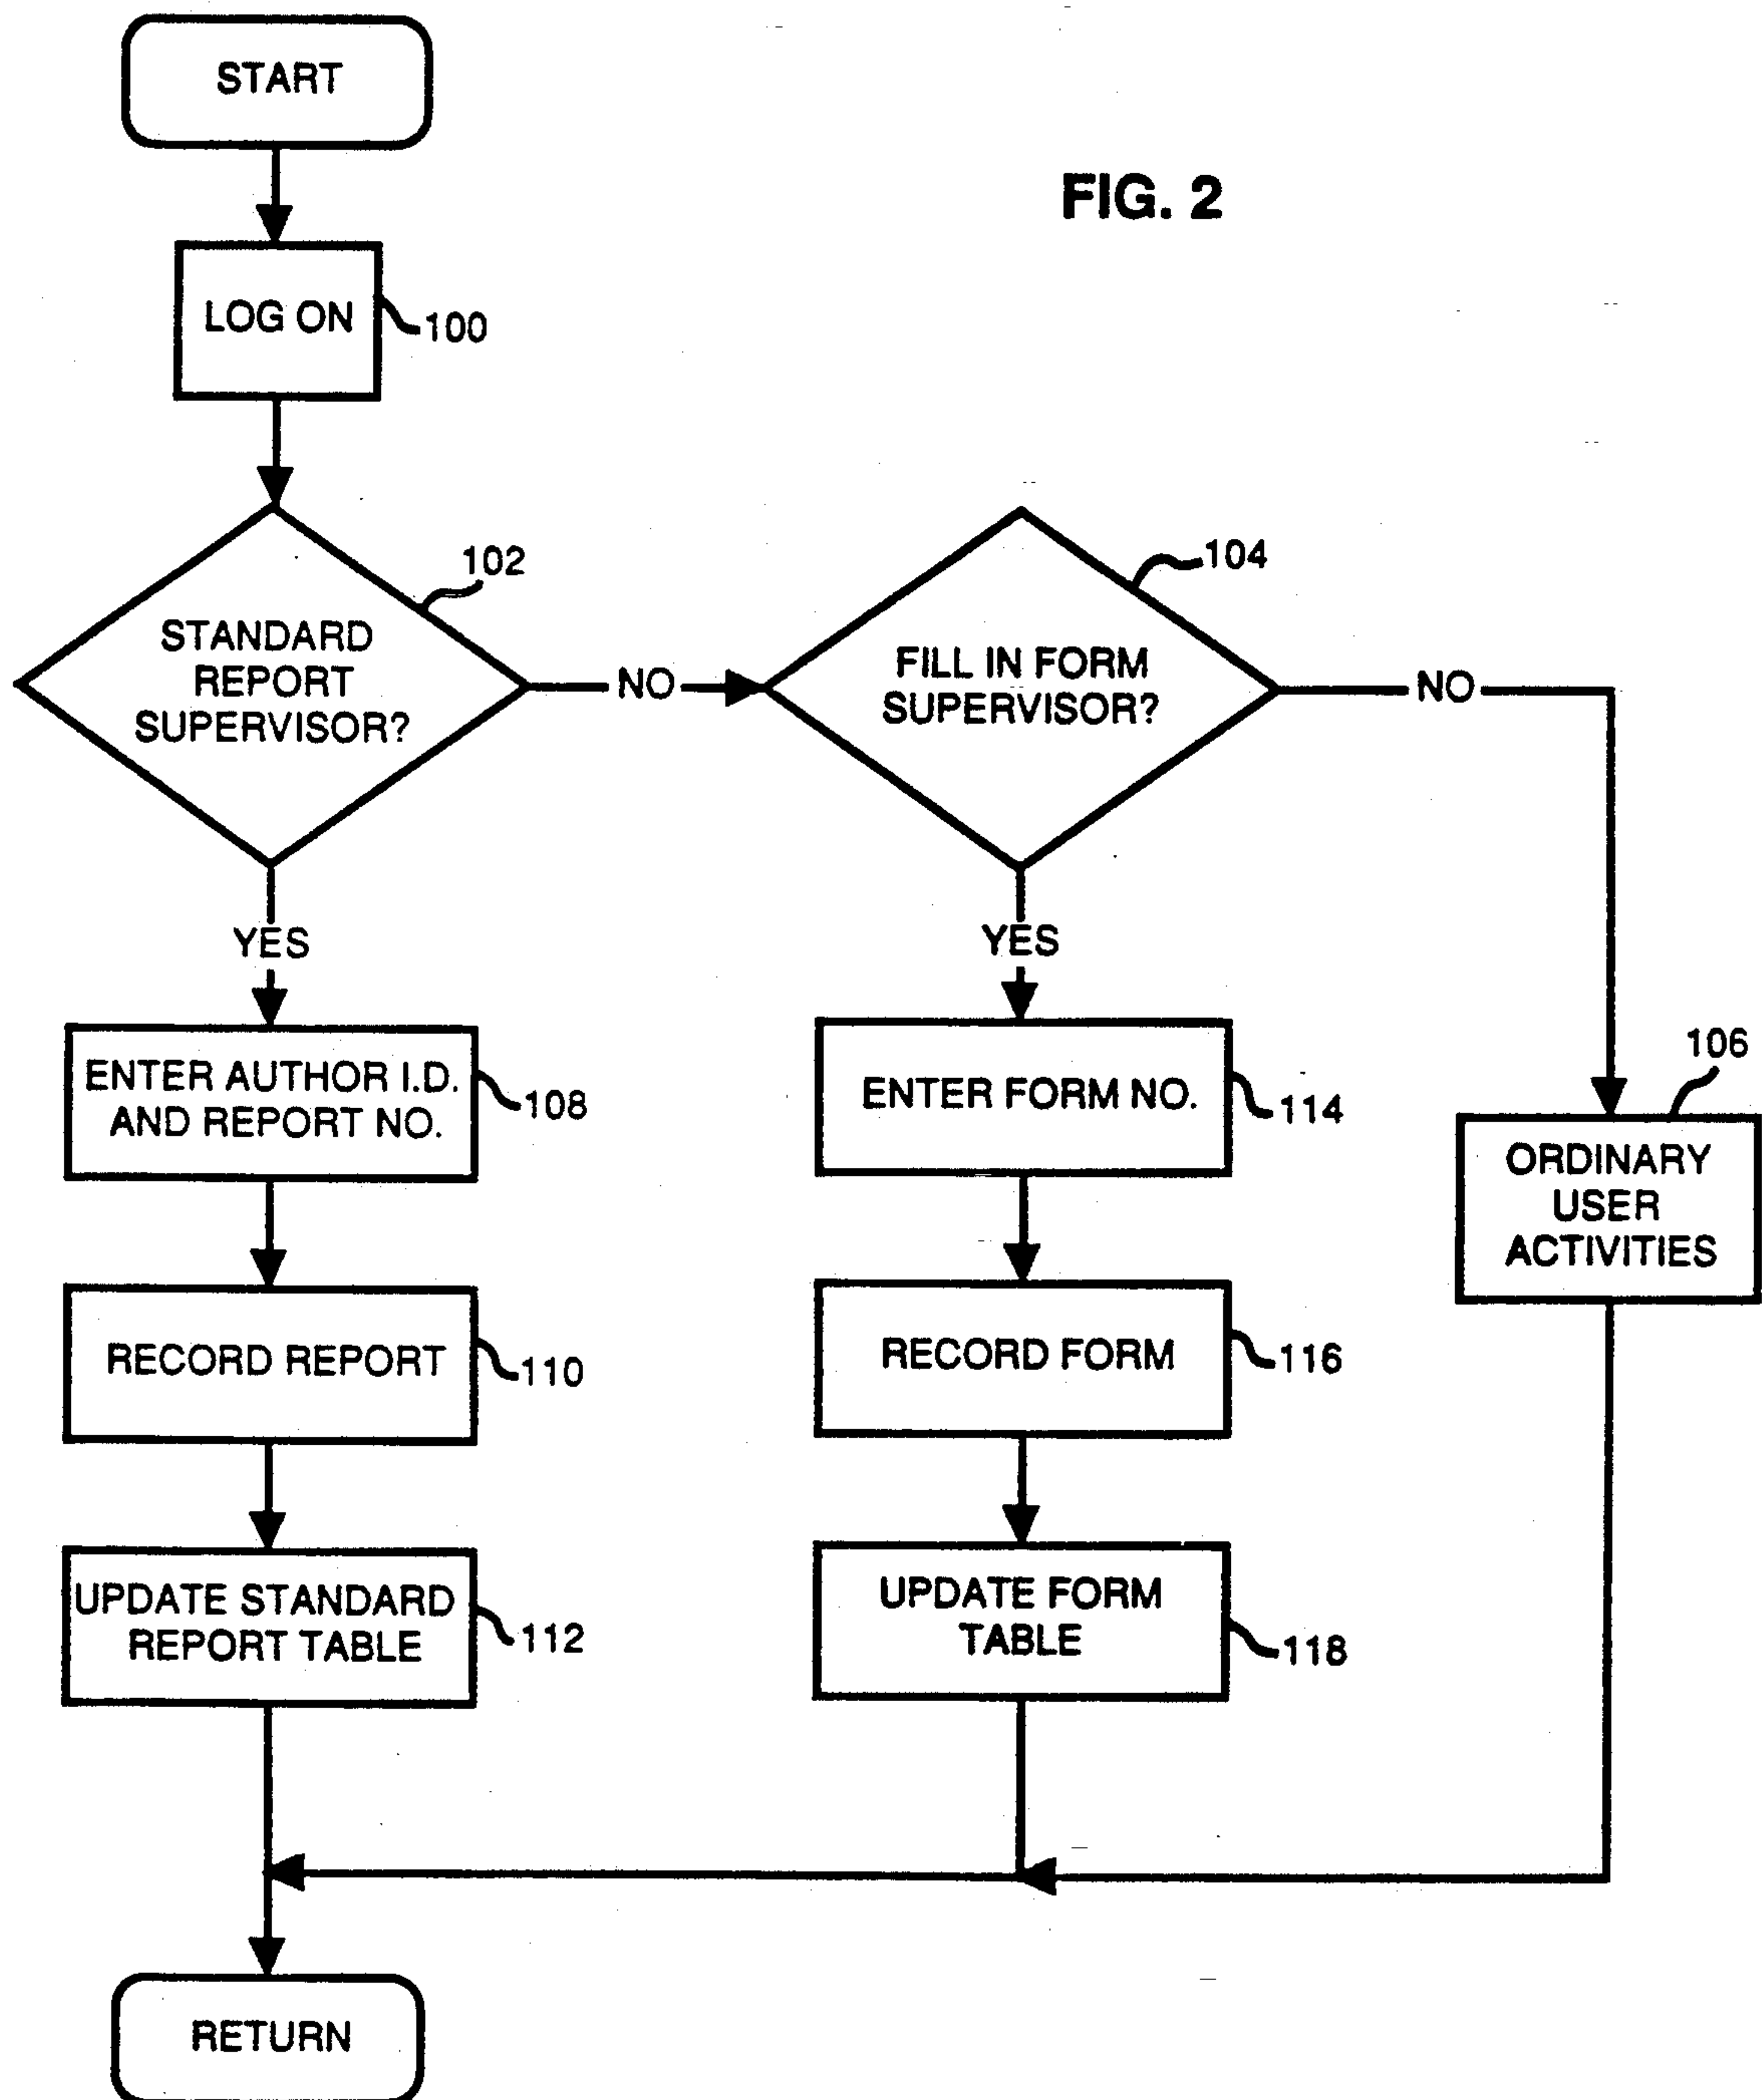 START
FIG. 2
LOG ON
100
102
STANDARD
REPORT
SUPERVISOR?
NO
104
FILL IN FORM
SUPERVISOR?
NO
YES
YES
ENTER AUTHOR I.D.
AND REPORT NO.
108
ENTER FORM NO.
114
106
ORDINARY
USER
ACTIVITIES
RECORD REPORT
110
RECORD FORM
116
UPDATE STANDARD
REPORT TABLE
112
UPDATE FORM
TABLE
118
RETURN